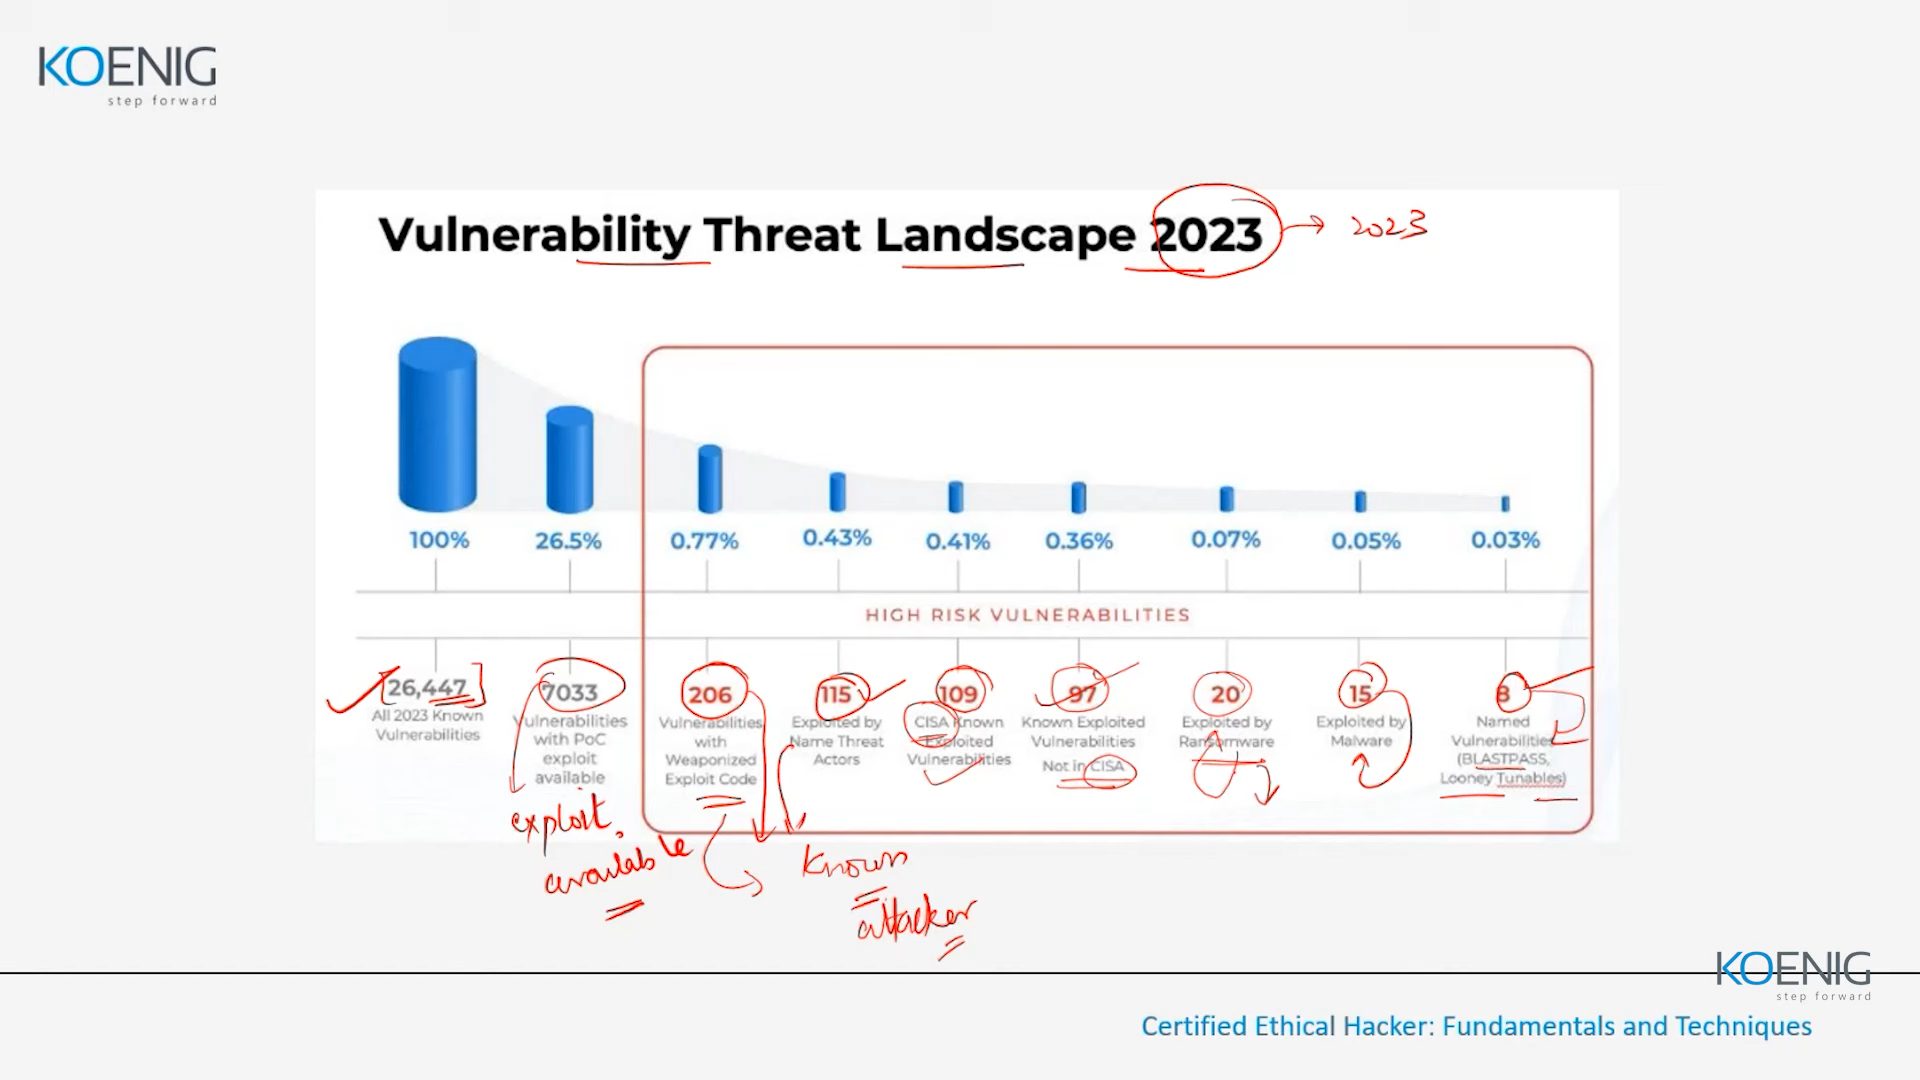 KOENIG
step forward
Vulnerability Threat Landscape 2023
2023
100%
26.5%
0.77%
0.43%
0.41%
0.36%
0.07%
0.05%
0.03%
HIGH RISK VULNERABILITIES
26,447
All 2023 Known
Vulnerabilities
7033
Vulnerabilities
with PoC
exploit
available
206
Vulnerabilities
with
Weaponized
Exploit Code
115
Exploited by
Name Threat
Actors
109
CISA Known
Exploited
Vulnerabilities
97
Known Exploited
Vulnerabilities
Not in CISA
20
Exploited by
Ransomware
15
Exploited by
Malware
8
Named
Vulnerabilities
(BLASTPASS,
Looney Tunables)
exploit
available
known
attacker
KOENIG
step forward
Certified Ethical Hacker: Fundamentals and Techniques